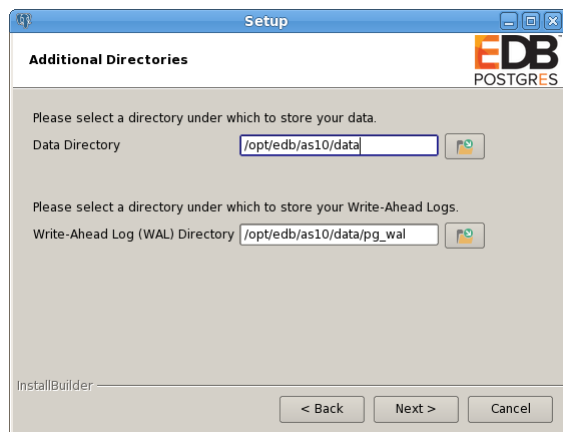 Setup
Additional Directories
EDB
POSTGRES
Please select a directory under which to store your data.
Data Directory /opt/edb/as10/data
Please select a directory under which to store your Write-Ahead Logs.
Write-Ahead Log (WAL) Directory /opt/edb/as10/data/pg_wal
InstallBuilder
< Back Next > Cancel